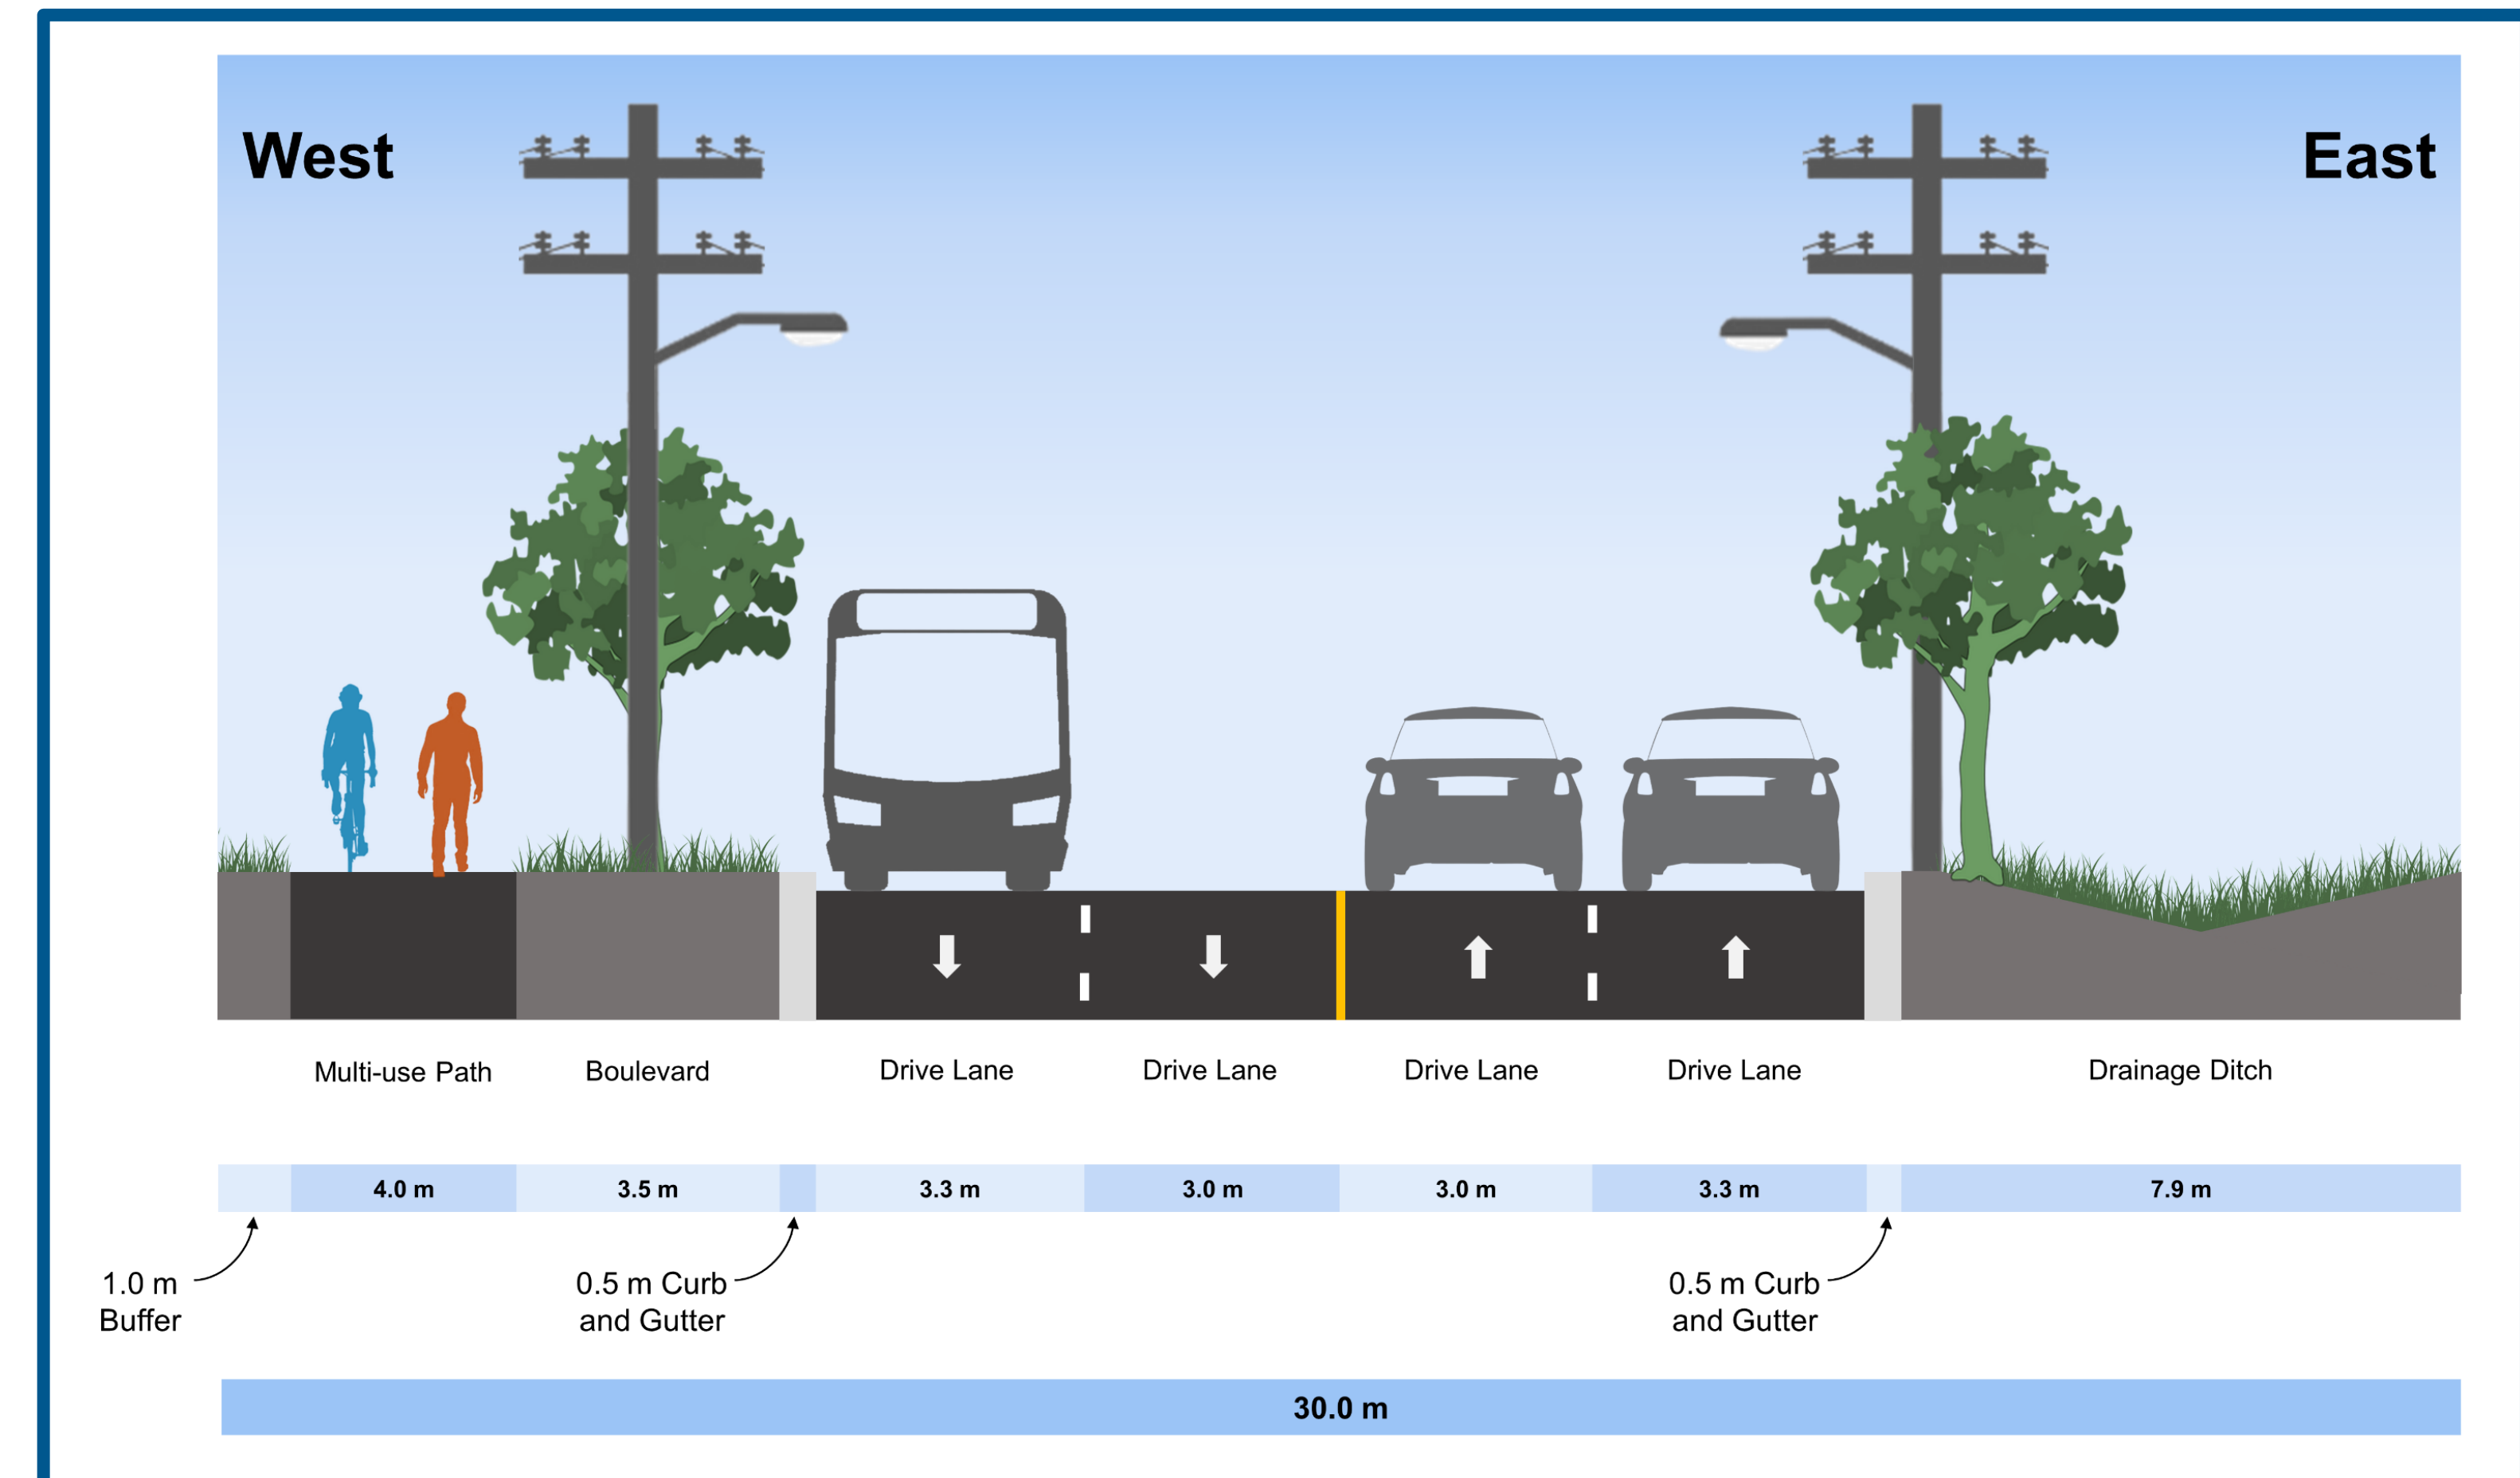 West
East
Multi-use Path
Boulevard
Drive Lane
Drive Lane
Drive Lane
Drive Lane
Drainage Ditch
4.0 m
3.5 m
3.3 m
3.0 m
3.0 m
3.3 m
7.9 m
1.0 m
Buffer
0.5 m Curb
and Gutter
0.5 m Curb
and Gutter
30.0 m